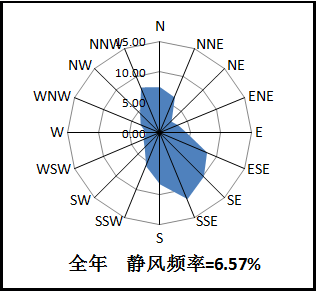 N
NNW 15.00 NNE
NW 10.00 NE
WNW 5.00 ENE
W 0.00 E
WSW ESE
SW SE
SSW SSE
S
全年 静风频率=6.57%